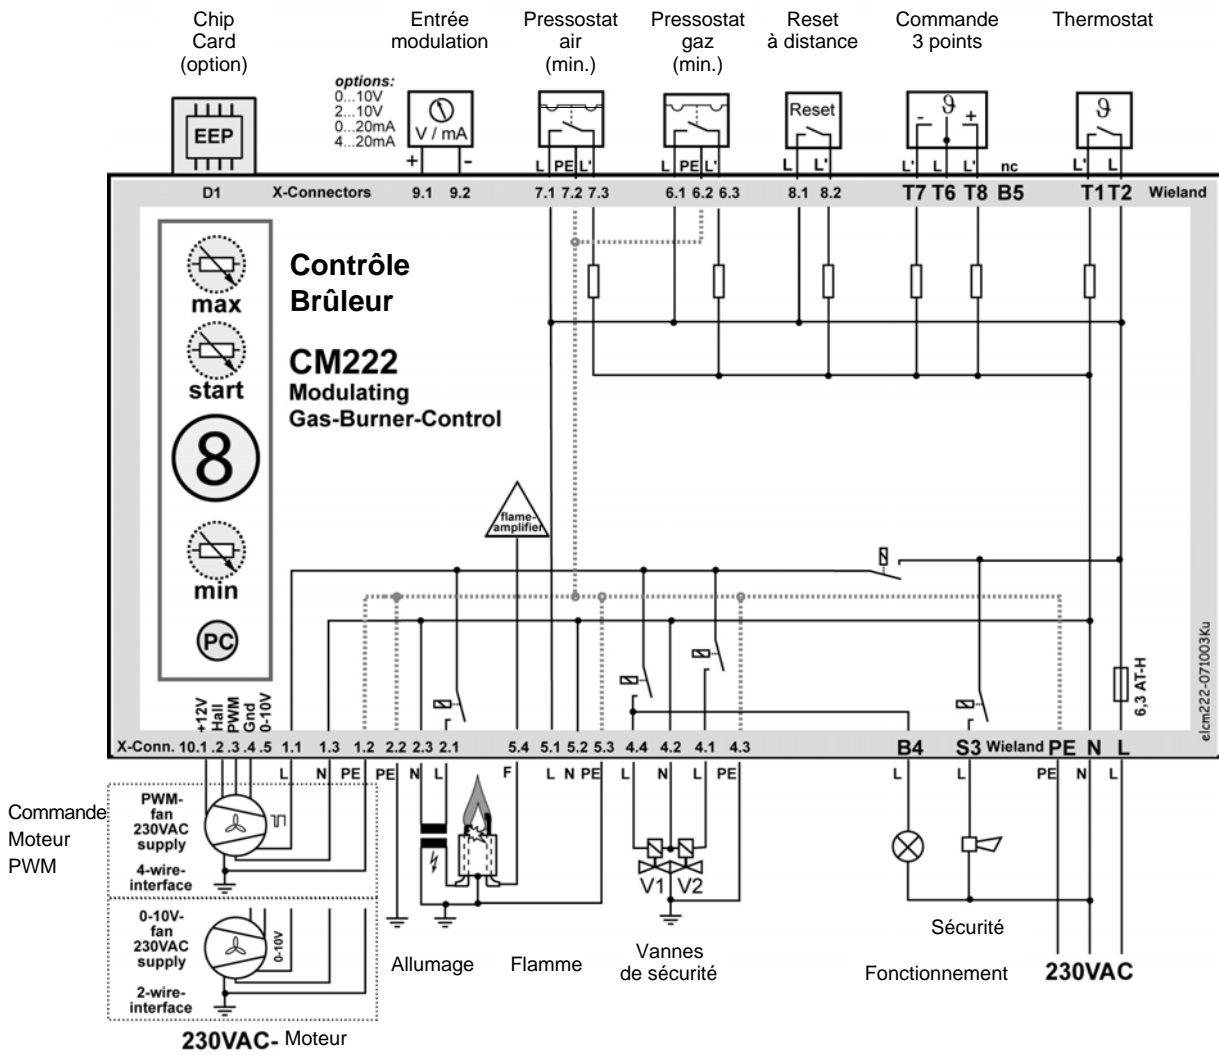 Chip
Card
(option)
Entrée
modulation
Pressostat
air
(min.)
Pressostat
gaz
(min.)
Reset
à distance
Commande
3 points
Thermostat
options:
0...10V
2...10V
0...20mA
4...20mA
EEP
V / mA
+ -
Reset
ϑ
- +
ϑ
L PE L'
L PE L'
L L'
L' L L' nc
L' L
D1 X-Connectors 9.1 9.2 7.1 7.2 7.3 6.1 6.2 6.3 8.1 8.2 T7 T6 T8 B5 T1 T2 Wieland
max
start
8
min
PC
Contrôle
Brûleur
CM222
Modulating
Gas-Burner-Control
flame-
amplifier
6,3 AT-H
elcm222-071003Ku
+12V
Hall
PWM
Gnd
0-10V
X-Conn. 10.1 .2 .3 .4 .5 1.1 1.3 1.2 2.2 2.3 2.1 5.4 5.1 5.2 5.3 4.4 4.2 4.1 4.3 B4 S3 Wieland PE N L
L N PE PE N L F L N PE L N L PE L L PE N L
Commande
Moteur
PWM
PWM-
fan
230VAC
supply
4-wire-
interface
0-10V-
fan
230VAC
supply
2-wire-
interface
0-10V
V1 V2
Allumage
Flamme
Vannes
de sécurité
Sécurité
Fonctionnement
230VAC
230VAC- Moteur